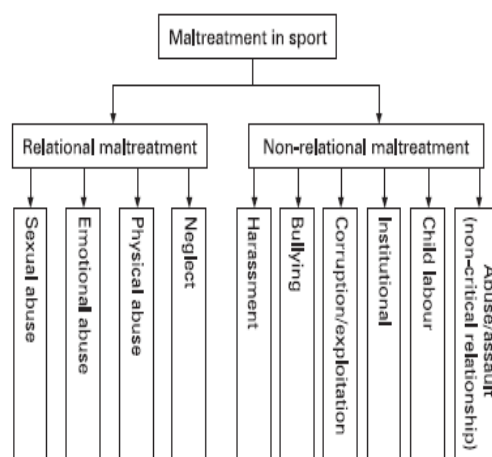 Maltreatment in sport
Relational maltreatment
Non-relational maltreatment
Sexual abuse
Emotional abuse
Physical abuse
Neglect
Harassment
Bullying
Corruption/exploitation
Institutional
Child labour
Abuse/assault
(non-critical relationship)